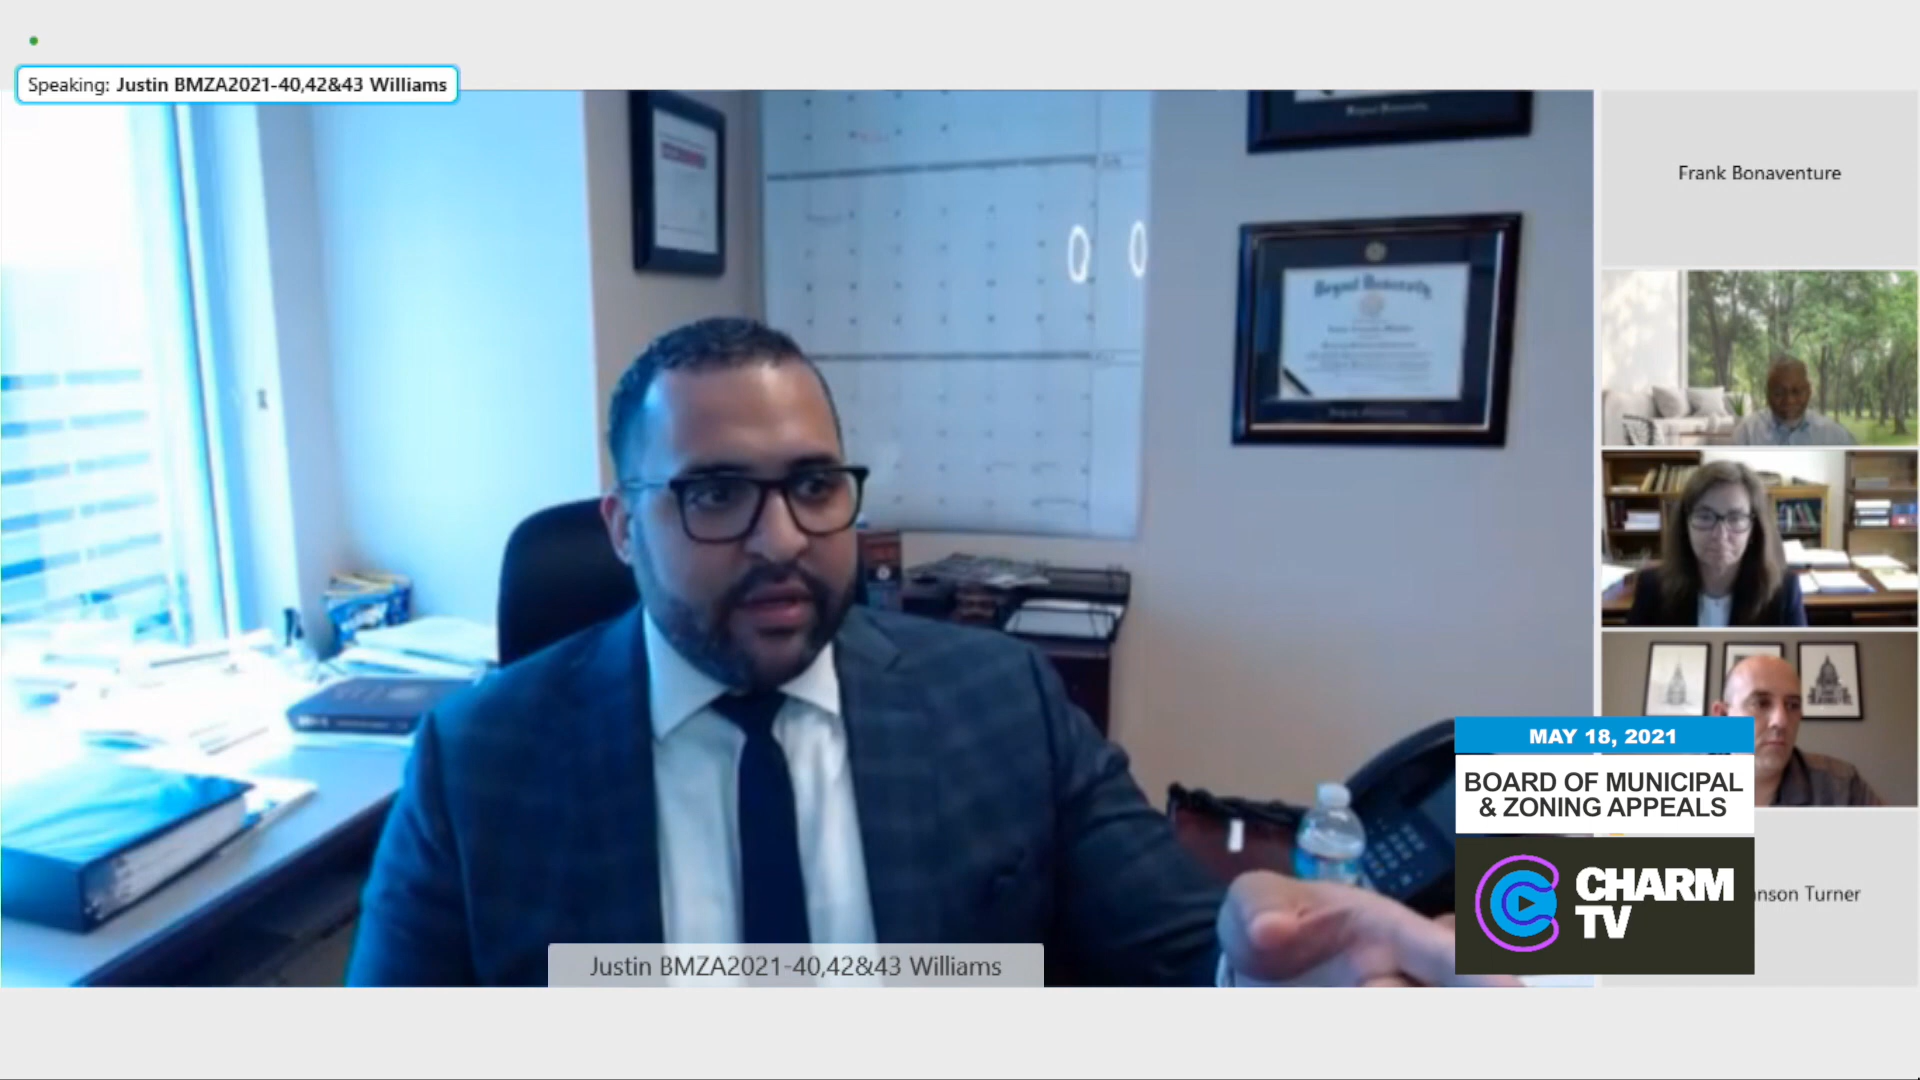 Speaking: Justin BMZA2021-40,42&43 Williams
Frank Bonaventure
MAY 18, 2021
BOARD OF MUNICIPAL
& ZONING APPEALS
CHARM
TV
nson Turner
Justin BMZA2021-40,42&43 Williams